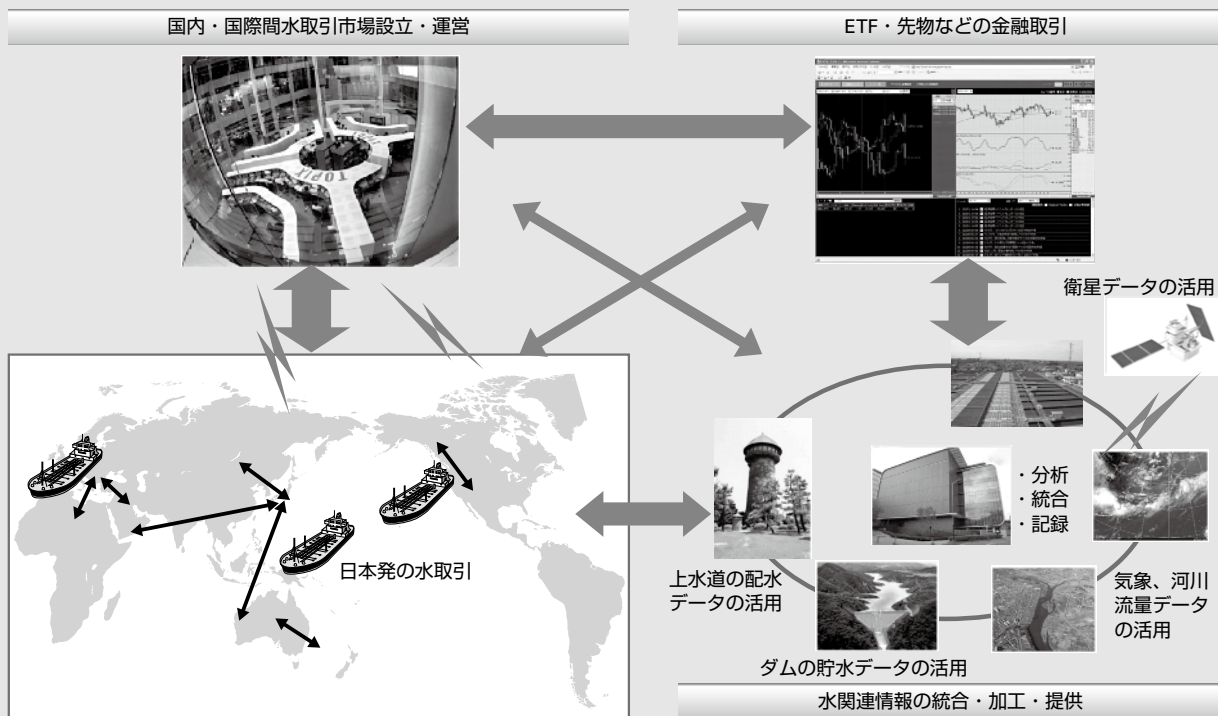 国内・国際間水取引市場設立・運営
ETF・先物などの金融取引
TOPIX
衛星データの活用
・分析
・統合
・記録
日本発の水取引
上水道の配水
データの活用
気象、河川
流量データ
の活用
ダムの貯水データの活用
水関連情報の統合・加工・提供